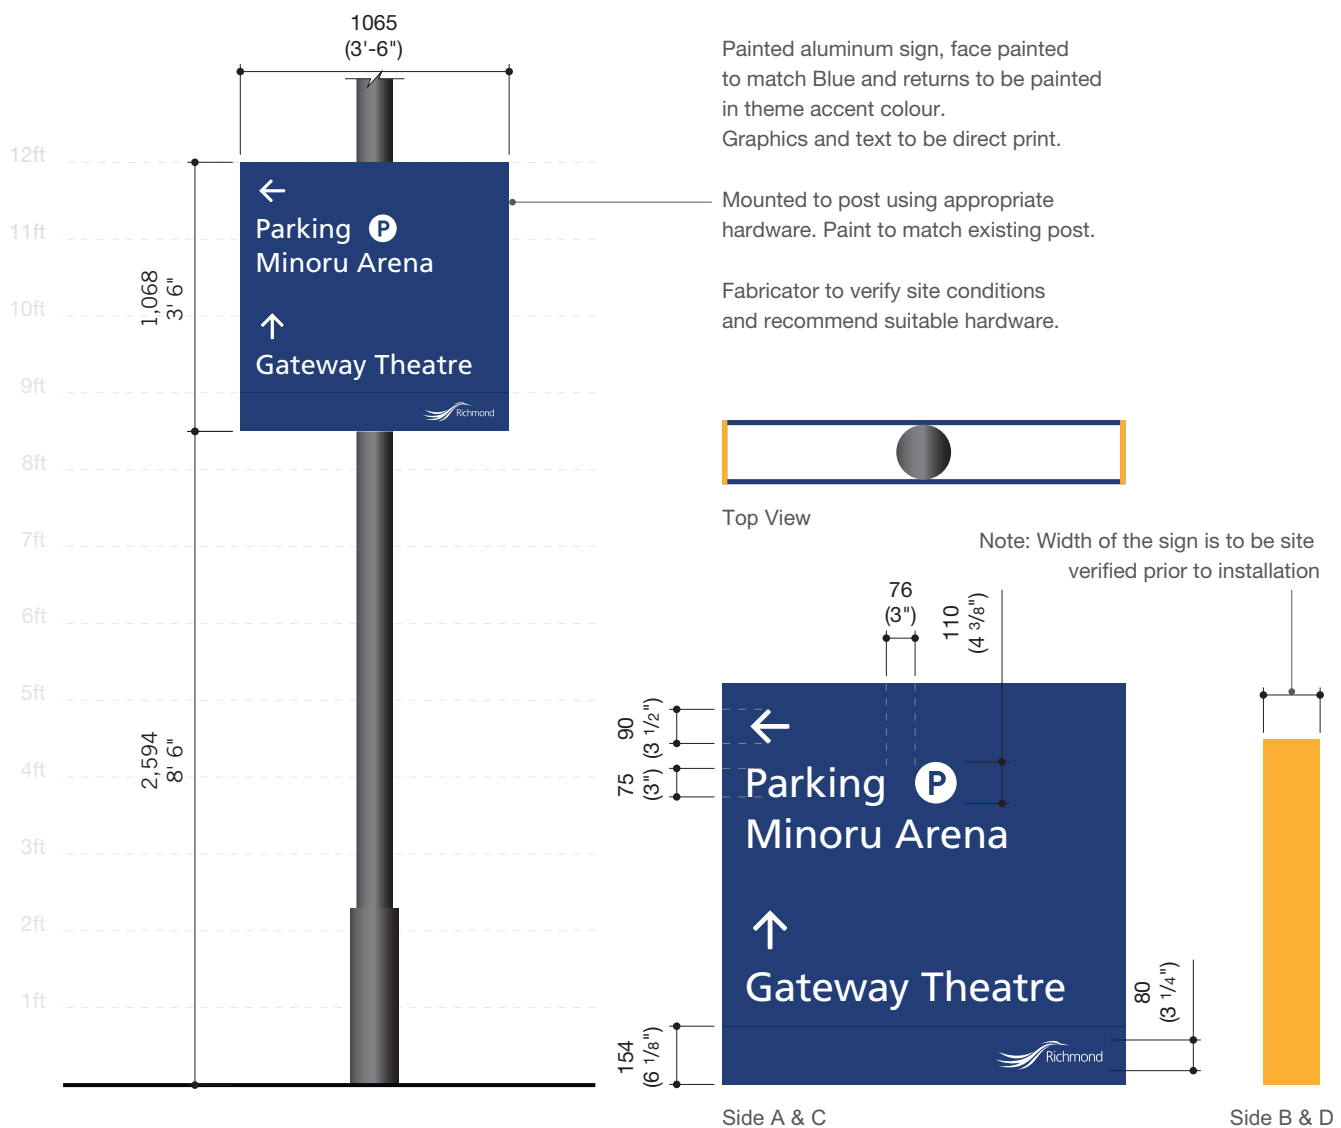 1065
(3'-6")
12ft
11ft
10ft
9ft
8ft
7ft
6ft
5ft
4ft
3ft
2ft
1ft
1,068
3' 6"
2,594
8' 6"
←
Parking P
Minoru Arena
↑
Gateway Theatre
Richmond
Painted aluminum sign, face painted
to match Blue and returns to be painted
in theme accent colour.
Graphics and text to be direct print.
Mounted to post using appropriate
hardware. Paint to match existing post.
Fabricator to verify site conditions
and recommend suitable hardware.
Top View
Note: Width of the sign is to be site
verified prior to installation
76
(3")
110
(4 3/8")
90
(3 1/2")
75
(3")
154
(6 1/8")
80
(3 1/4")
←
Parking P
Minoru Arena
↑
Gateway Theatre
Richmond
Side A & C
Side B & D